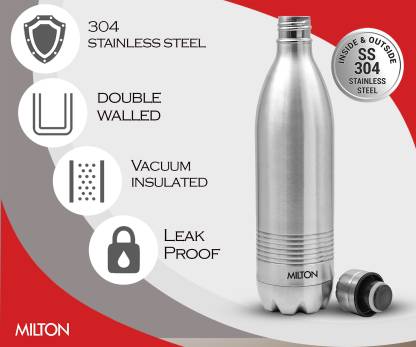 304
STAINLESS STEEL
DOUBLE
WALLED
VACUUM
INSULATED
LEAK
PROOF
INSIDE & OUTSIDE
SS
304
STAINLESS
STEEL
MILTON
MILTON